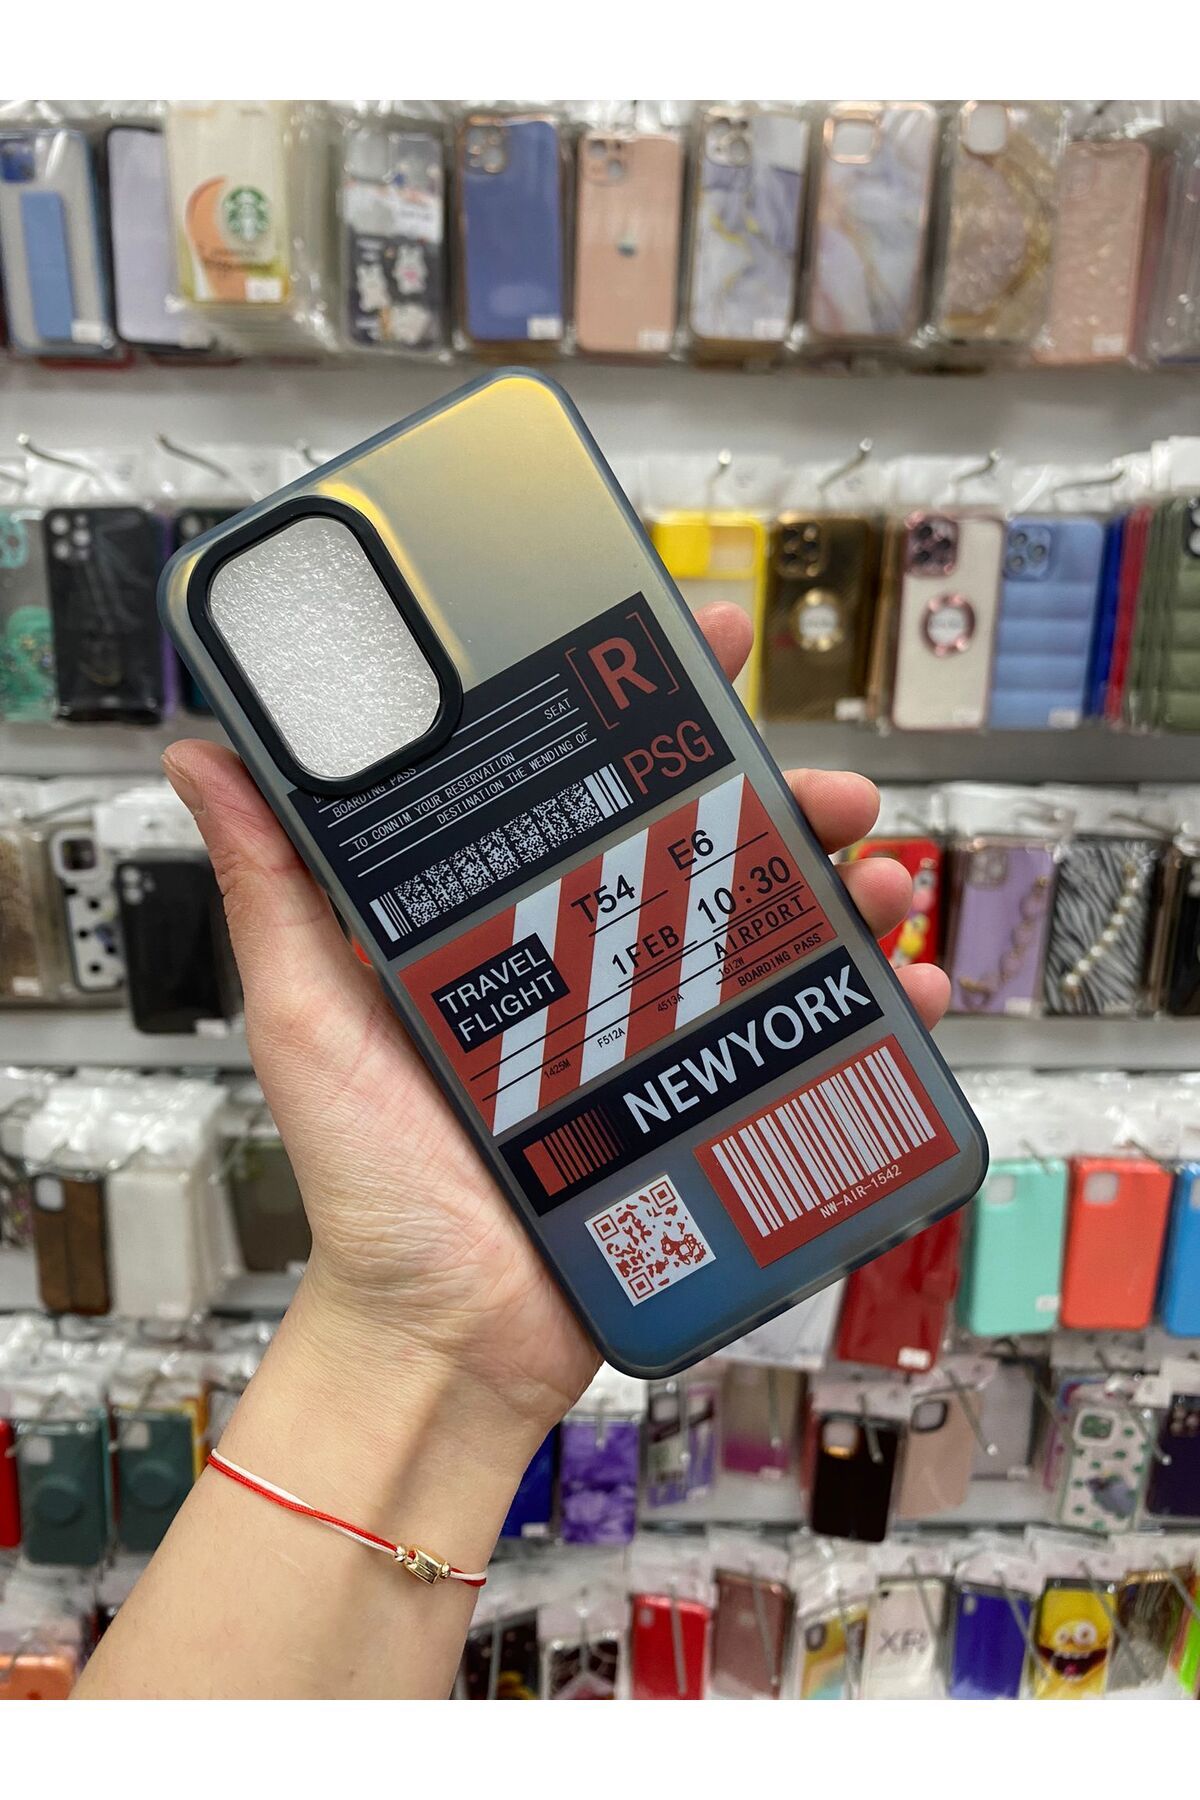 [R]
SEAT
PSG
BOARDING PASS
TO CONNIM YOUR RESERVATION
DESTINATION THE WENDING OF
T54 E6
1FEB 10:30
AIRPORT
TRAVEL
FLIGHT
1425M F512A 4513A 1612W BOARDING PASS
NEWYORK
NW-AIR-1542